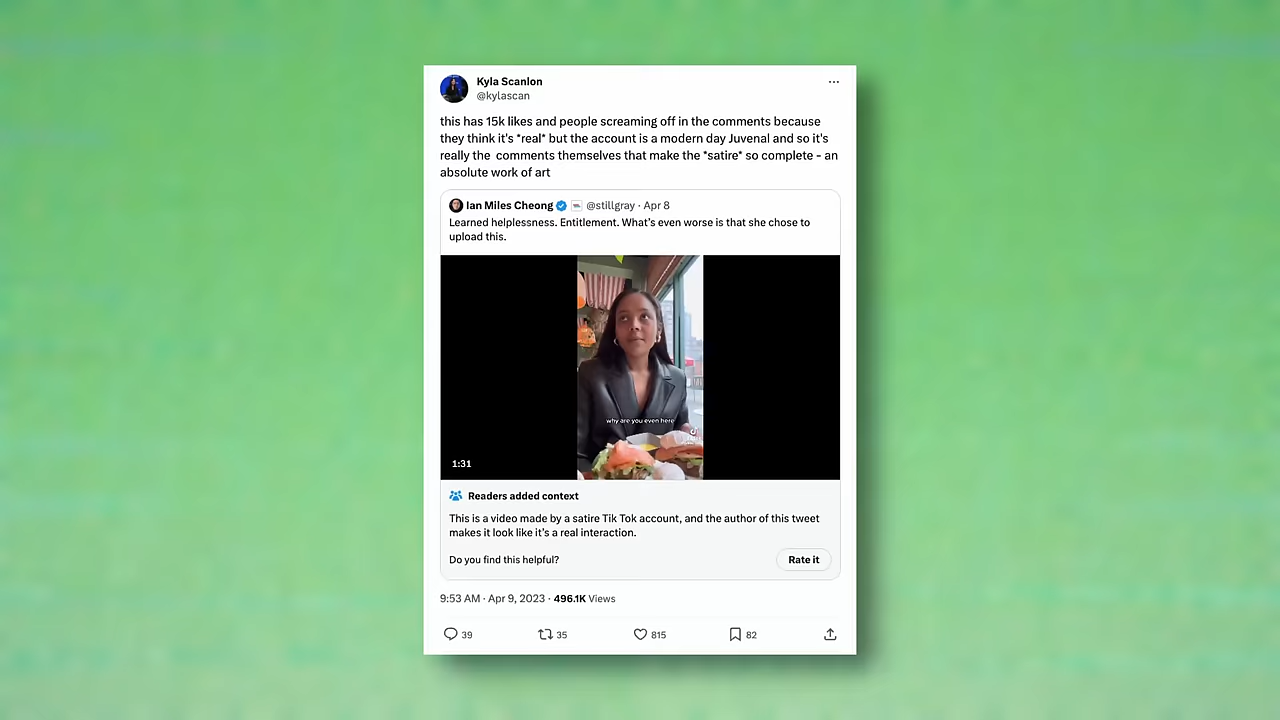 Kyla Scanlon
@kylascan
this has 15k likes and people screaming off in the comments because
they think it's *real* but the account is a modern day Juvenal and so it's
really the  comments themselves that make the *satire* so complete - an
absolute work of art
Ian Miles Cheong @stillgray · Apr 8
Learned helplessness. Entitlement. What's even worse is that she chose to
upload this.
why are you even here
1:31
Readers added context
This is a video made by a satire Tik Tok account, and the author of this tweet
makes it look like it's a real interaction.
Do you find this helpful?
Rate it
9:53 AM · Apr 9, 2023 · 496.1K Views
39 35 815 82